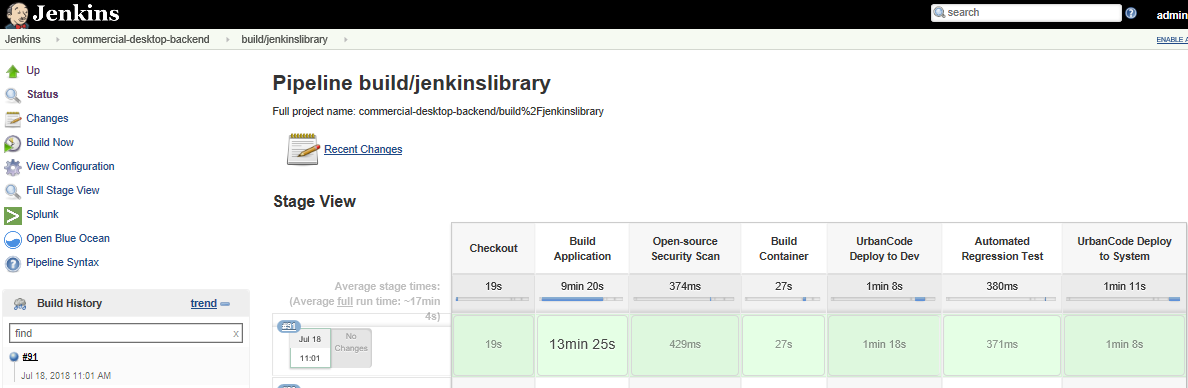 Jenkins
search
admin
Jenkins
commercial-desktop-backend
build/jenkinslibrary
ENABLE A
Up
Status
Changes
Build Now
View Configuration
Full Stage View
Splunk
Open Blue Ocean
Pipeline Syntax
Build History
trend
find
x
#91
Jul 18, 2018 11:01 AM
Pipeline build/jenkinslibrary
Full project name: commercial-desktop-backend/build%2Fjenkinslibrary
Recent Changes
Stage View
Checkout
Build
Application
Open-source
Security Scan
Build
Container
UrbanCode
Deploy to Dev
Automated
Regression Test
UrbanCode Deploy
to System
Average stage times:
(Average full run time: ~17min
4s)
19s
9min 20s
374ms
27s
1min 8s
380ms
1min 11s
#91
Jul 18
11:01
No
Changes
19s
13min 25s
429ms
27s
1min 18s
371ms
1min 8s